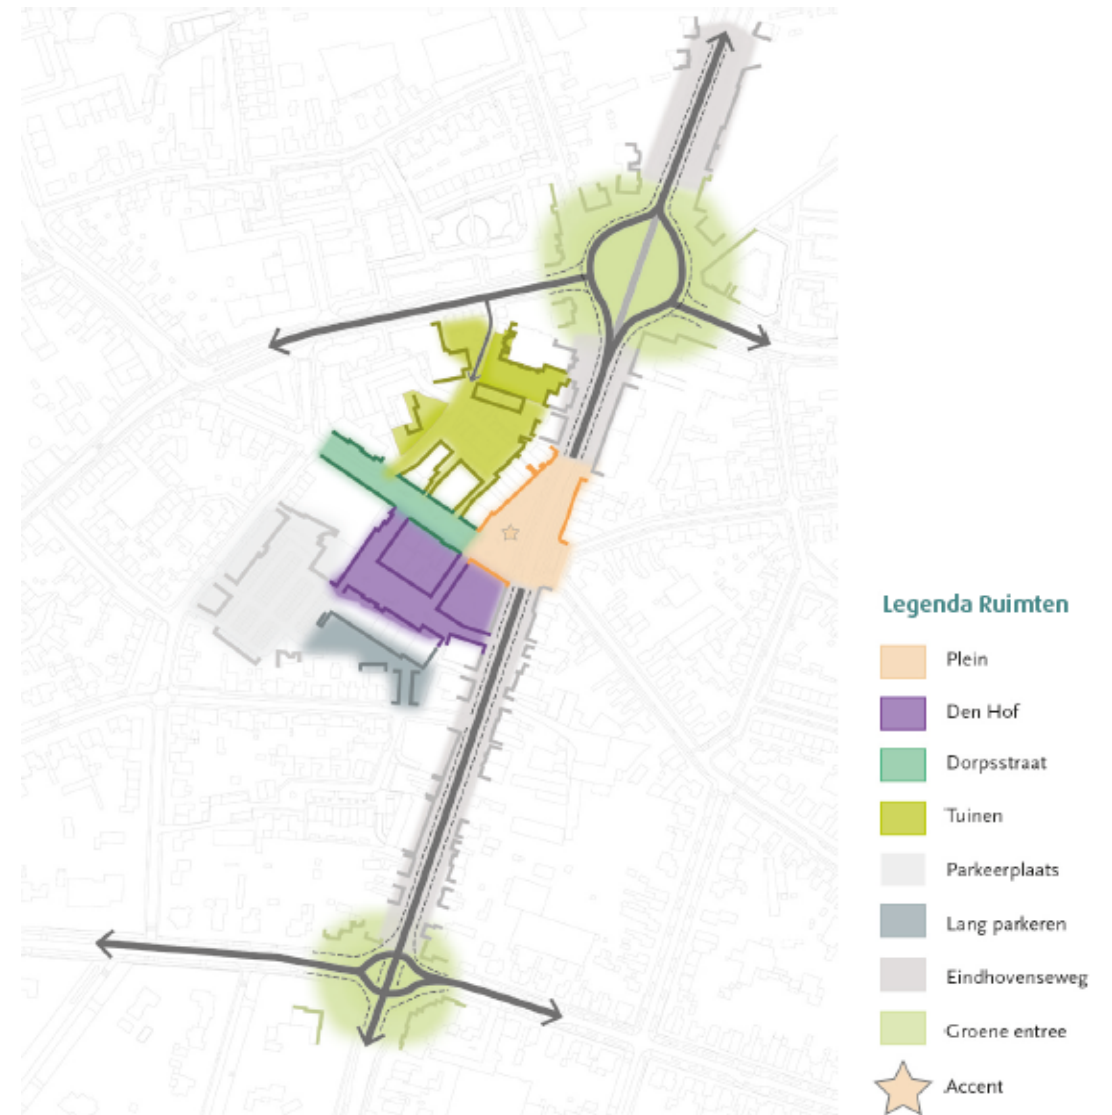 Legenda Ruimten
Plein
Den Hof
Dorpsstraat
Tuinen
Parkeerplaats
Lang parkeren
Eindhovenseweg
Groene entree
Accent